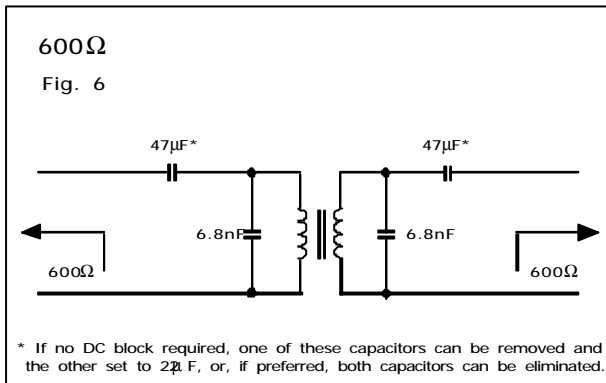 600Ω
Fig. 6
47µF* 47µF*
6.8nF 6.8nF
600Ω 600Ω
* If no DC block required, one of these capacitors can be removed and
the other set to 22µF, or, if preferred, both capacitors can be eliminated.